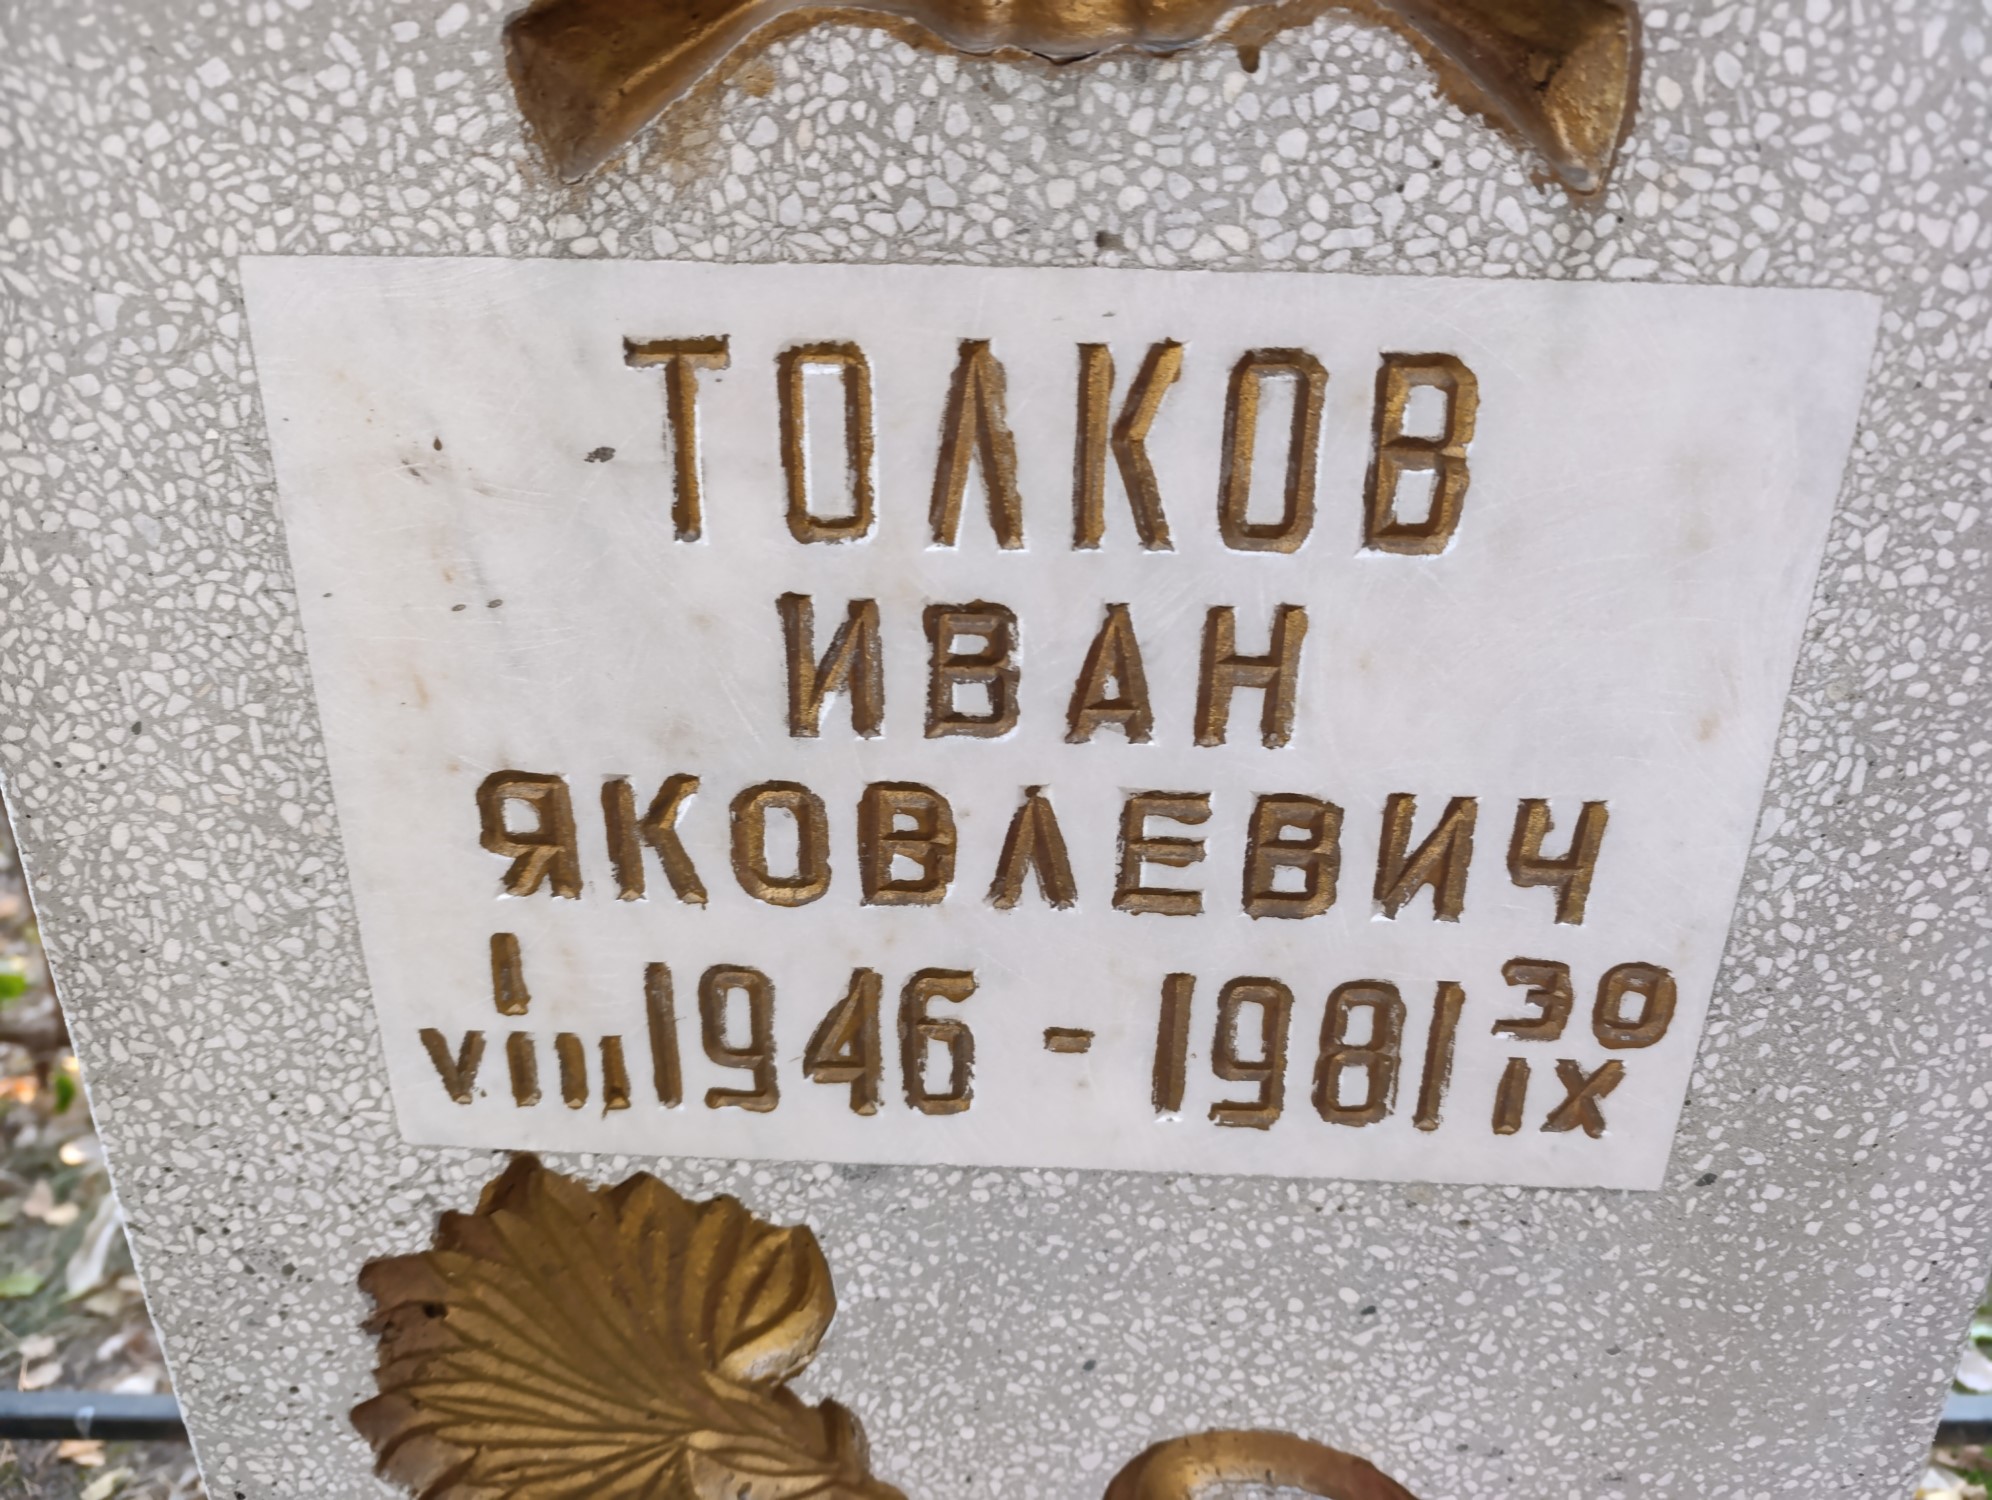 ТОЛКОВ
ИВАН
ЯКОВЛЕВИЧ
I VIII 1946 - 1981 30 IX